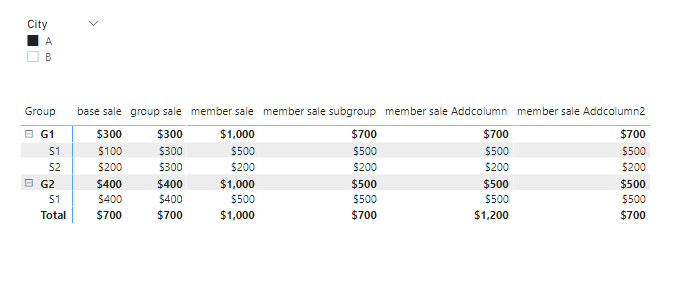 City
A
B
Group base sale group sale member sale member sale subgroup member sale Addcolumn member sale Addcolumn2
G1 $300 $300 $1,000 $700 $700 $700
S1 $100 $300 $500 $500 $500 $500
S2 $200 $300 $200 $200 $200 $200
G2 $400 $400 $1,000 $500 $500 $500
S1 $400 $400 $500 $500 $500 $500
Total $700 $700 $1,000 $700 $1,200 $700